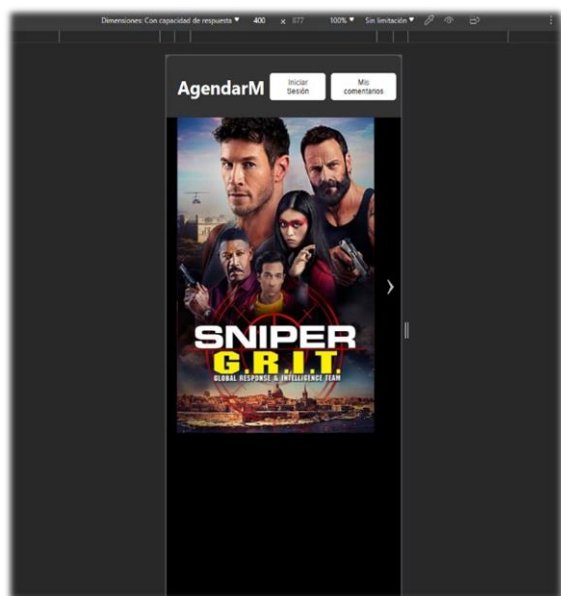 Dimensiones: Con capacidad de respuesta ▼ 400 x 877 100% ▼ Sin limitación ▼
AgendarM
Iniciar
tiesión
Mis
comentarios
SNIPER
G.R.I.T.
GLOBAL RESPONSE & INTELLIGENCE TEAM